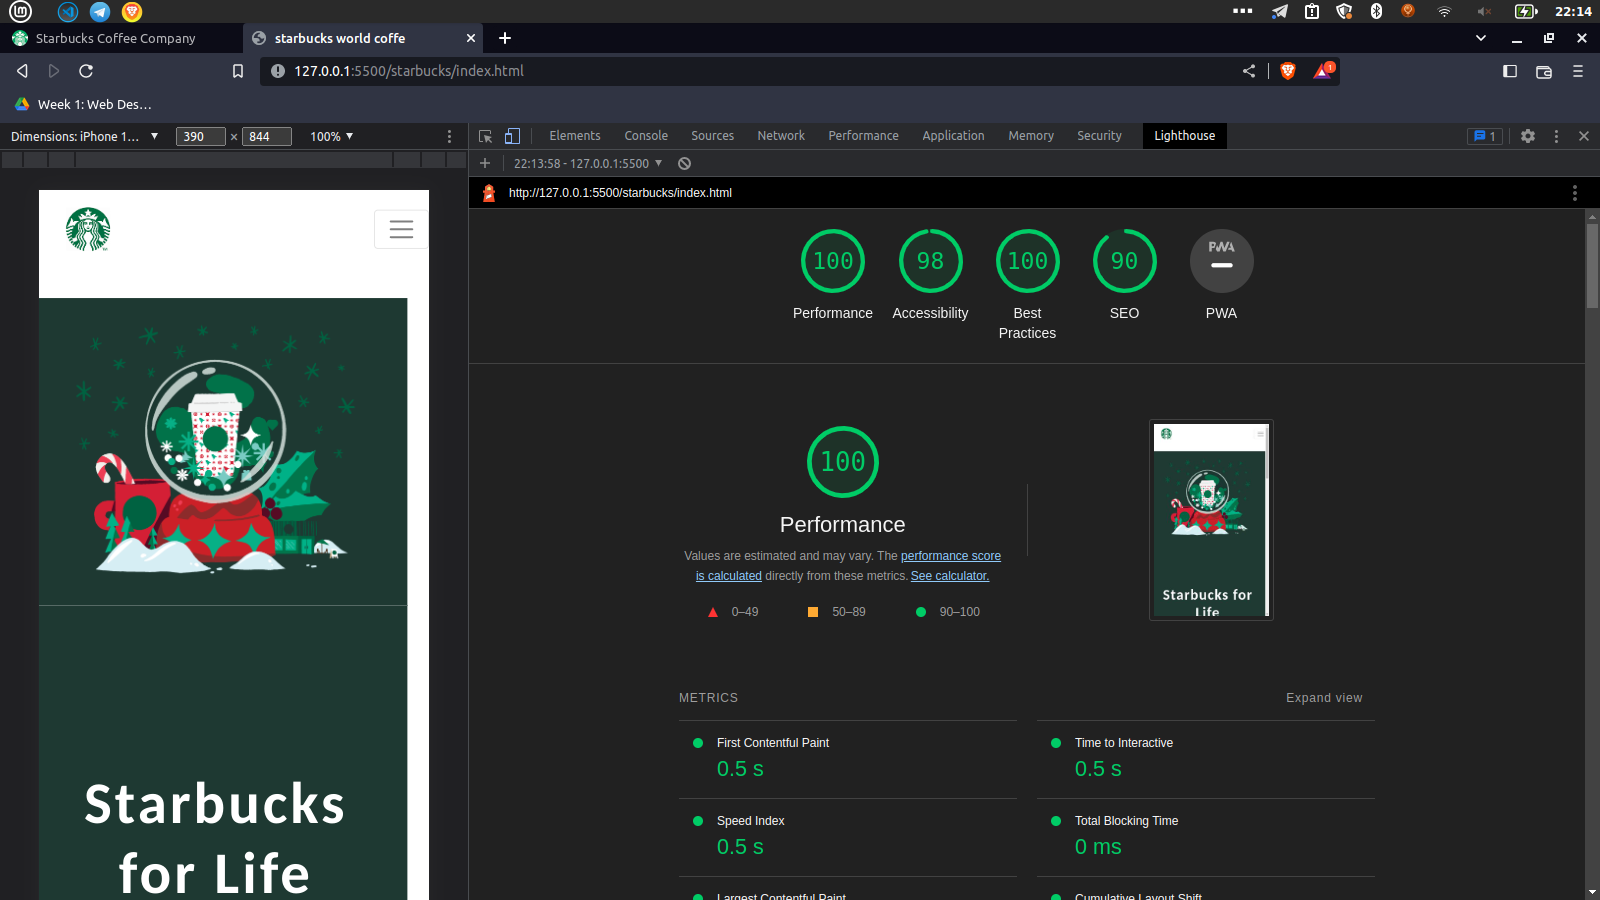 22:14
Starbucks Coffee Company
starbucks world coffe
127.0.0.1:5500/starbucks/index.html
1
Week 1: Web Des...
Dimensions: iPhone 1... 390 × 844 100%
Elements Console Sources Network Performance Application Memory Security Lighthouse 1
22:13:58 - 127.0.0.1:5500
http://127.0.0.1:5500/starbucks/index.html
100 98 100 90 PWA
Performance Accessibility Best Practices SEO PWA
100
Performance
Values are estimated and may vary. The performance score
is calculated directly from these metrics. See calculator.
0–49 50–89 90–100
Starbucks for
Life
METRICS Expand view
First Contentful Paint
0.5 s
Time to Interactive
0.5 s
Speed Index
0.5 s
Total Blocking Time
0 ms
Largest Contentful Paint
Cumulative Layout Shift
Starbucks
for Life